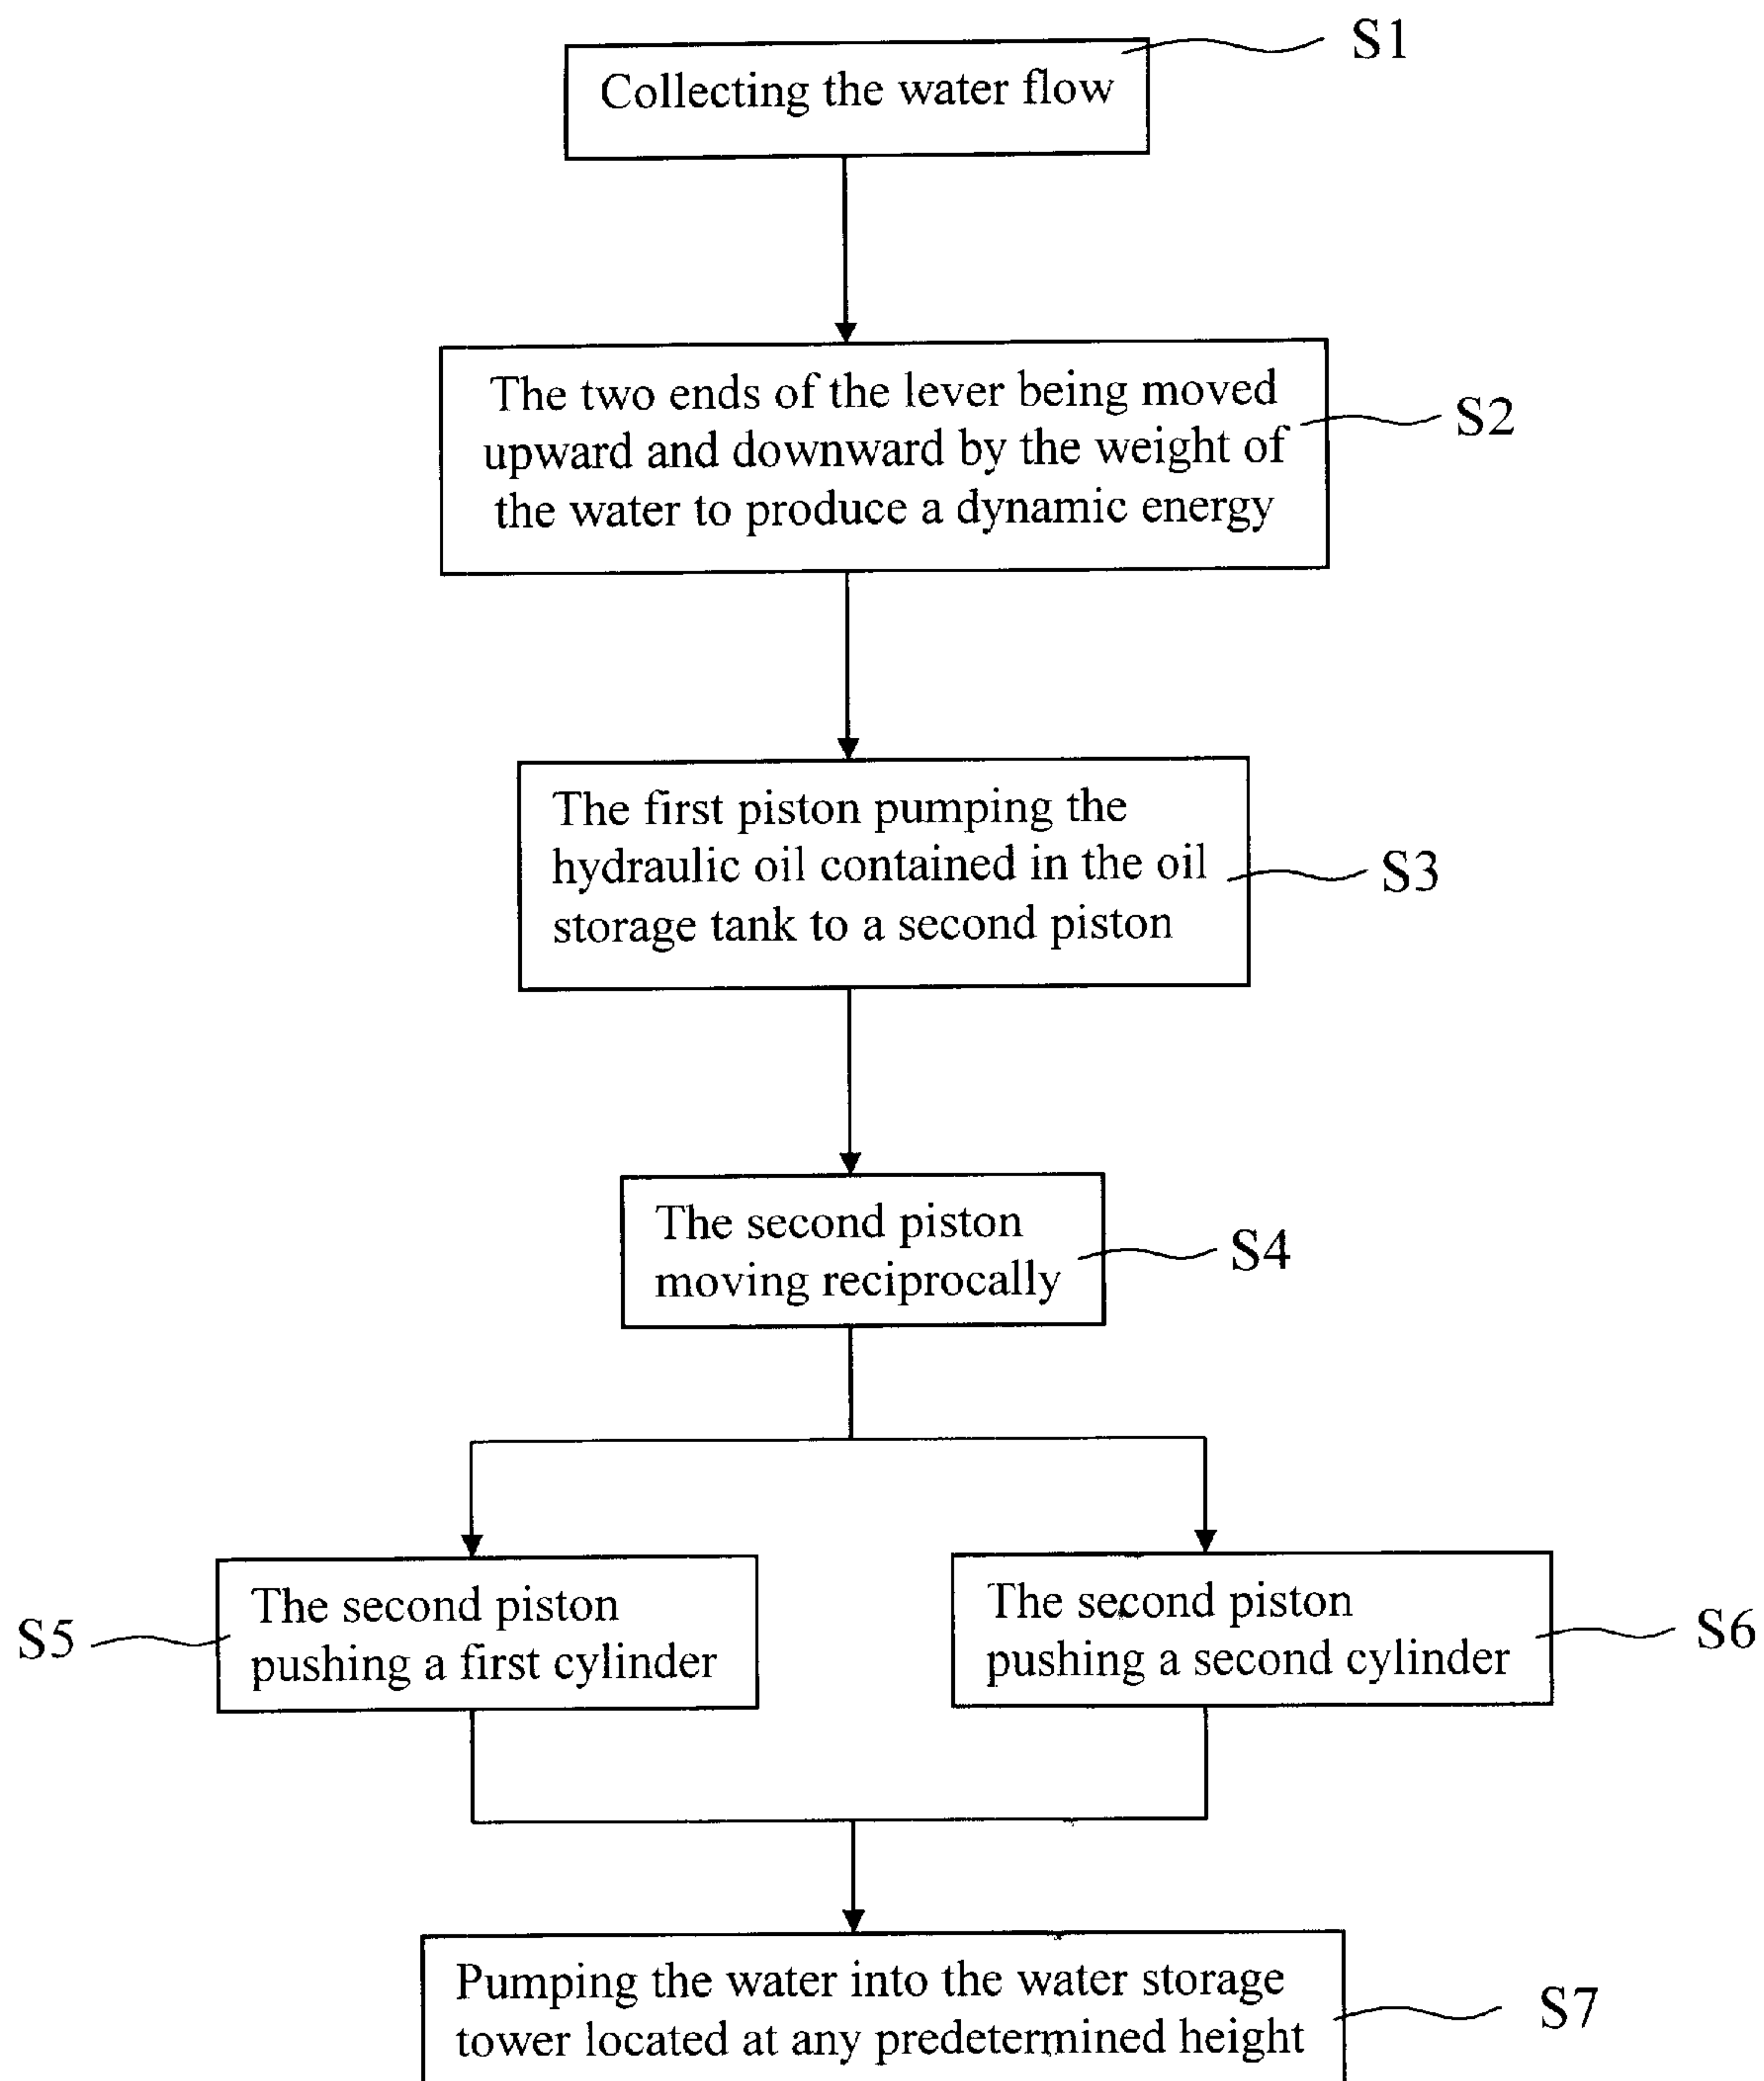 S1
Collecting the water flow
The two ends of the lever being moved
upward and downward by the weight of
the water to produce a dynamic energy
S2
The first piston pumping the
hydraulic oil contained in the oil
storage tank to a second piston
S3
The second piston
moving reciprocally
S4
S5
The second piston
pushing a first cylinder
The second piston
pushing a second cylinder
S6
Pumping the water into the water storage
tower located at any predetermined height
S7